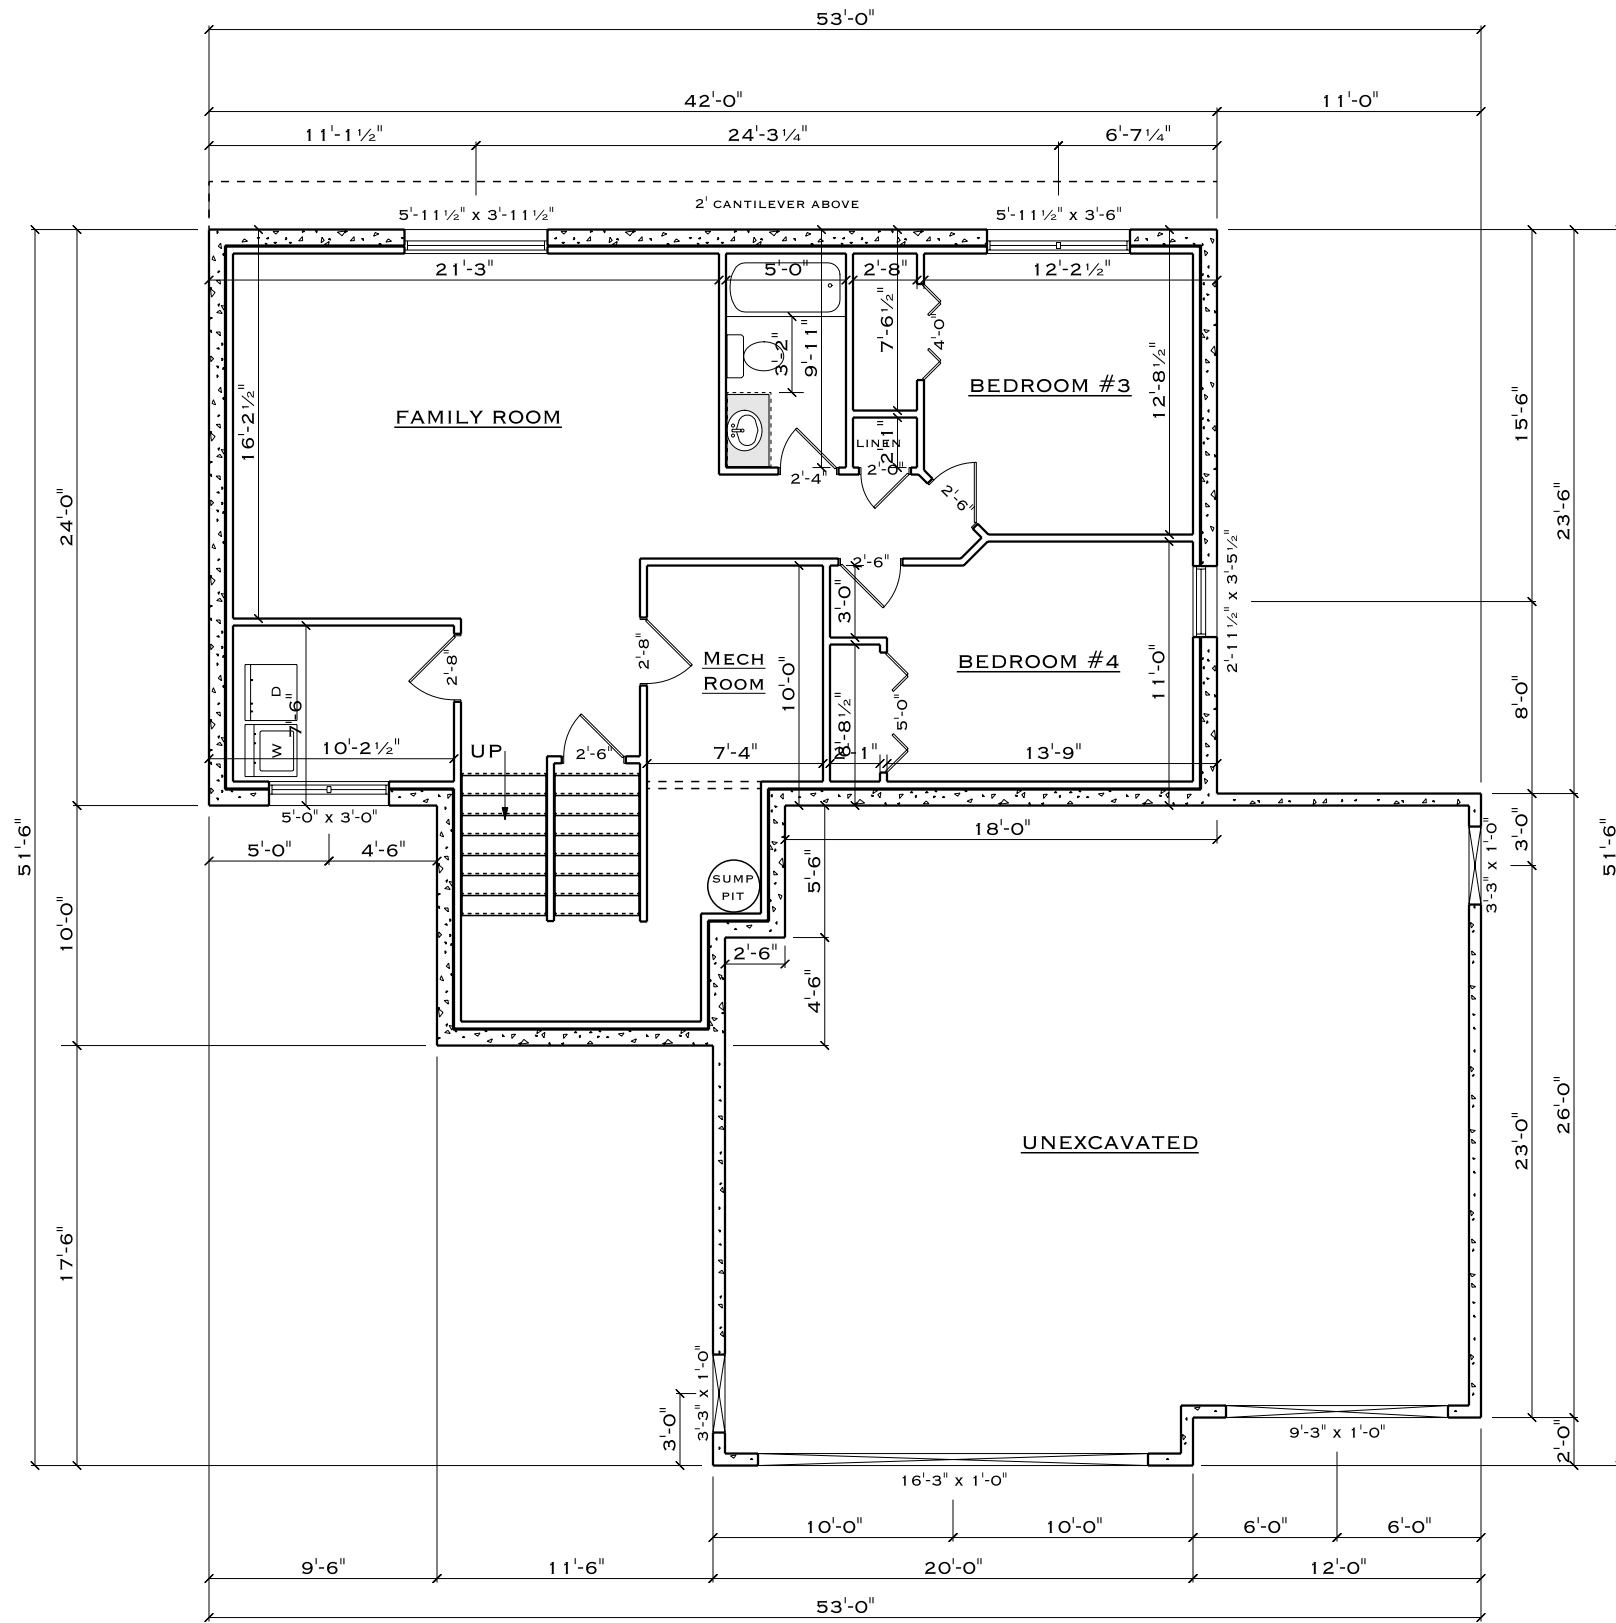 53'-0"
42'-0"
11'-0"
11'-1½"
24'-3¼"
6'-7¼"
2' CANTILEVER ABOVE
5'-11½" x 3'-11½"
5'-11½" x 3'-6"
21'-3"
5'-0"
2'-8"
12'-2½"
16'-2½"
3'-2"
9'-11"
7'-6½"
4'-0"
12'-8½"
BEDROOM #3
FAMILY ROOM
LINEN
2'-1"
2'-4"
2'-0"
2'-6"
15'-6"
24'-0"
23'-6"
2'-6"
3'-0"
2'-11½" x 3'-5½"
2'-8"
2'-8"
MECH
ROOM
10'-0"
BEDROOM #4
11'-0"
8'-0"
D
7'-6"
W
10'-2½"
UP
2'-6"
7'-4"
5'-0"
2'-1"
13'-9"
5'-0" x 3'-0"
5'-0"
4'-6"
18'-0"
51'-6"
51'-6"
3'-3" x 1'-0"
3'-0"
5'-6"
SUMP
PIT
10'-0"
2'-6"
4'-6"
UNEXCAVATED
23'-0"
26'-0"
17'-6"
3'-3" x 1'-0"
3'-0"
9'-3" x 1'-0"
2'-0"
16'-3" x 1'-0"
10'-0"
10'-0"
6'-0"
6'-0"
9'-6"
11'-6"
20'-0"
12'-0"
53'-0"